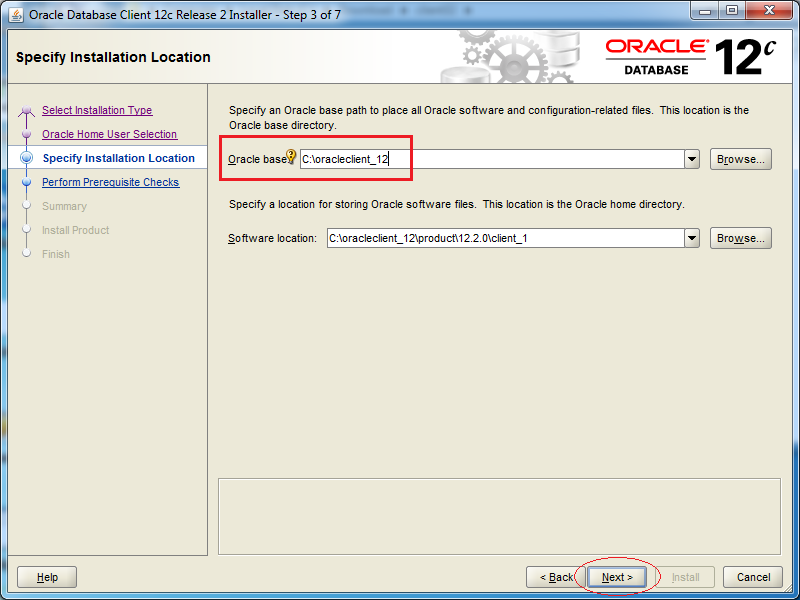 Oracle Database Client 12c Release 2 Installer - Step 3 of 7
Specify Installation Location
ORACLE®
DATABASE
12c
Select Installation Type
Oracle Home User Selection
Specify Installation Location
Perform Prerequisite Checks
Summary
Install Product
Finish
Specify an Oracle base path to place all Oracle software and configuration-related files. This location is the
Oracle base directory.
Oracle base
C:\oracleclient_12
Browse...
Specify a location for storing Oracle software files. This location is the Oracle home directory.
Software location:
C:\oracleclient_12\product\12.2.0\client_1
Browse...
Help
< Back
Next >
Install
Cancel